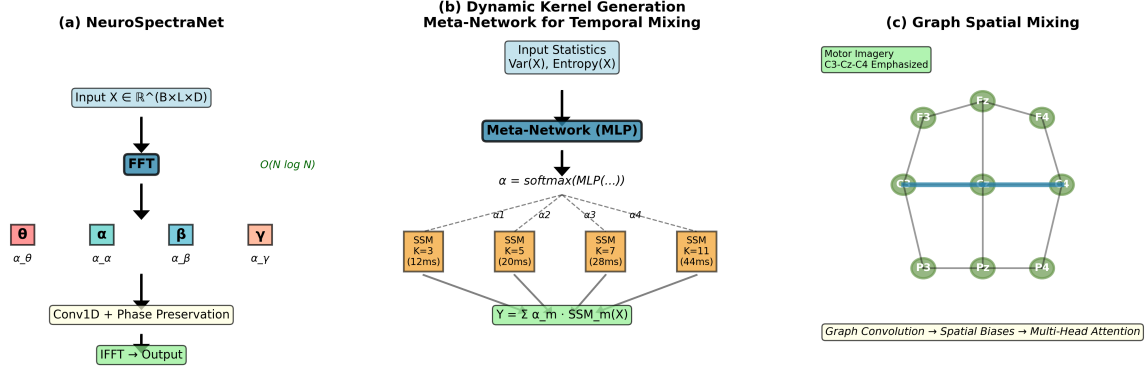 (a) NeuroSpectraNet
Input X ∈ ℝ^(B×L×D)
FFT
O(N log N)
θ
α
β
γ
α_θ
α_α
α_β
α_γ
Conv1D + Phase Preservation
IFFT → Output
(b) Dynamic Kernel Generation
Meta-Network for Temporal Mixing
Input Statistics
Var(X), Entropy(X)
Meta-Network (MLP)
α = softmax(MLP(...))
α1
α2
α3
α4
SSM
K=3
(12ms)
SSM
K=5
(20ms)
SSM
K=7
(28ms)
SSM
K=11
(44ms)
Y = Σ α_m · SSM_m(X)
(c) Graph Spatial Mixing
Motor Imagery
C3-Cz-C4 Emphasized
Fz
F3
F4
C3
Cz
C4
P3
Pz
P4
Graph Convolution → Spatial Biases → Multi-Head Attention